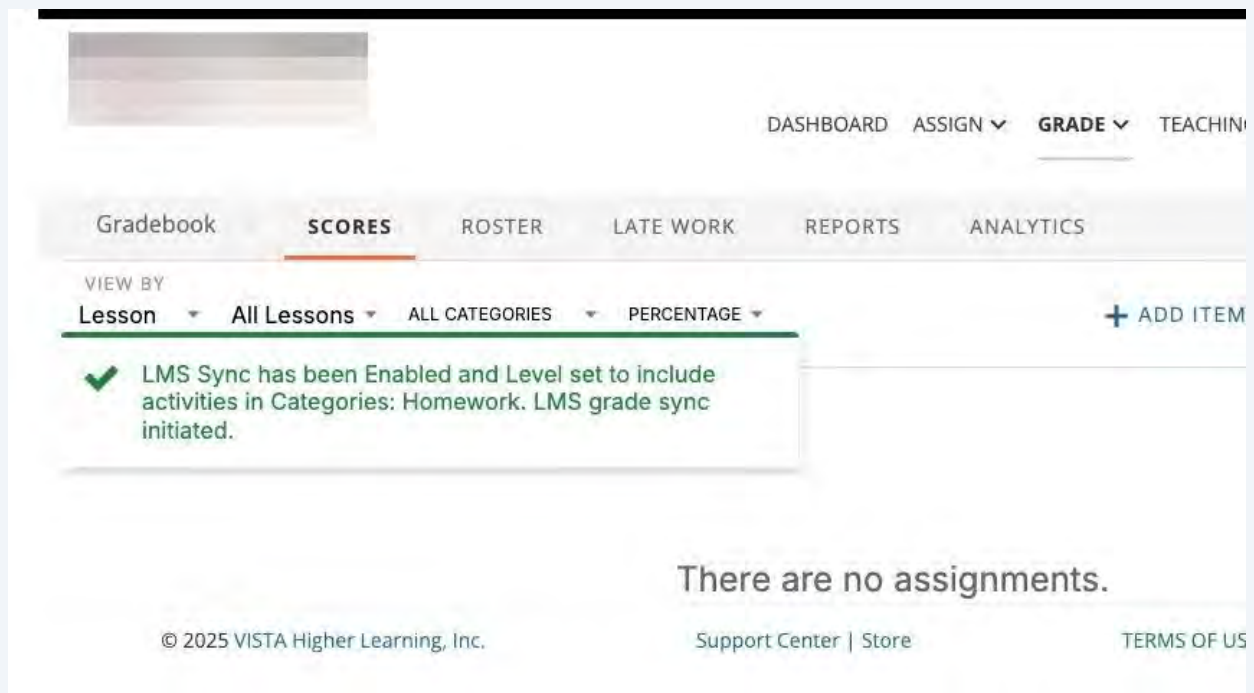 DASHBOARD ASSIGN GRADE TEACHING
Gradebook SCORES ROSTER LATE WORK REPORTS ANALYTICS
VIEW BY
Lesson All Lessons ALL CATEGORIES PERCENTAGE + ADD ITEM
LMS Sync has been Enabled and Level set to include
activities in Categories: Homework. LMS grade sync
initiated.
There are no assignments.
© 2025 VISTA Higher Learning, Inc. Support Center | Store TERMS OF US